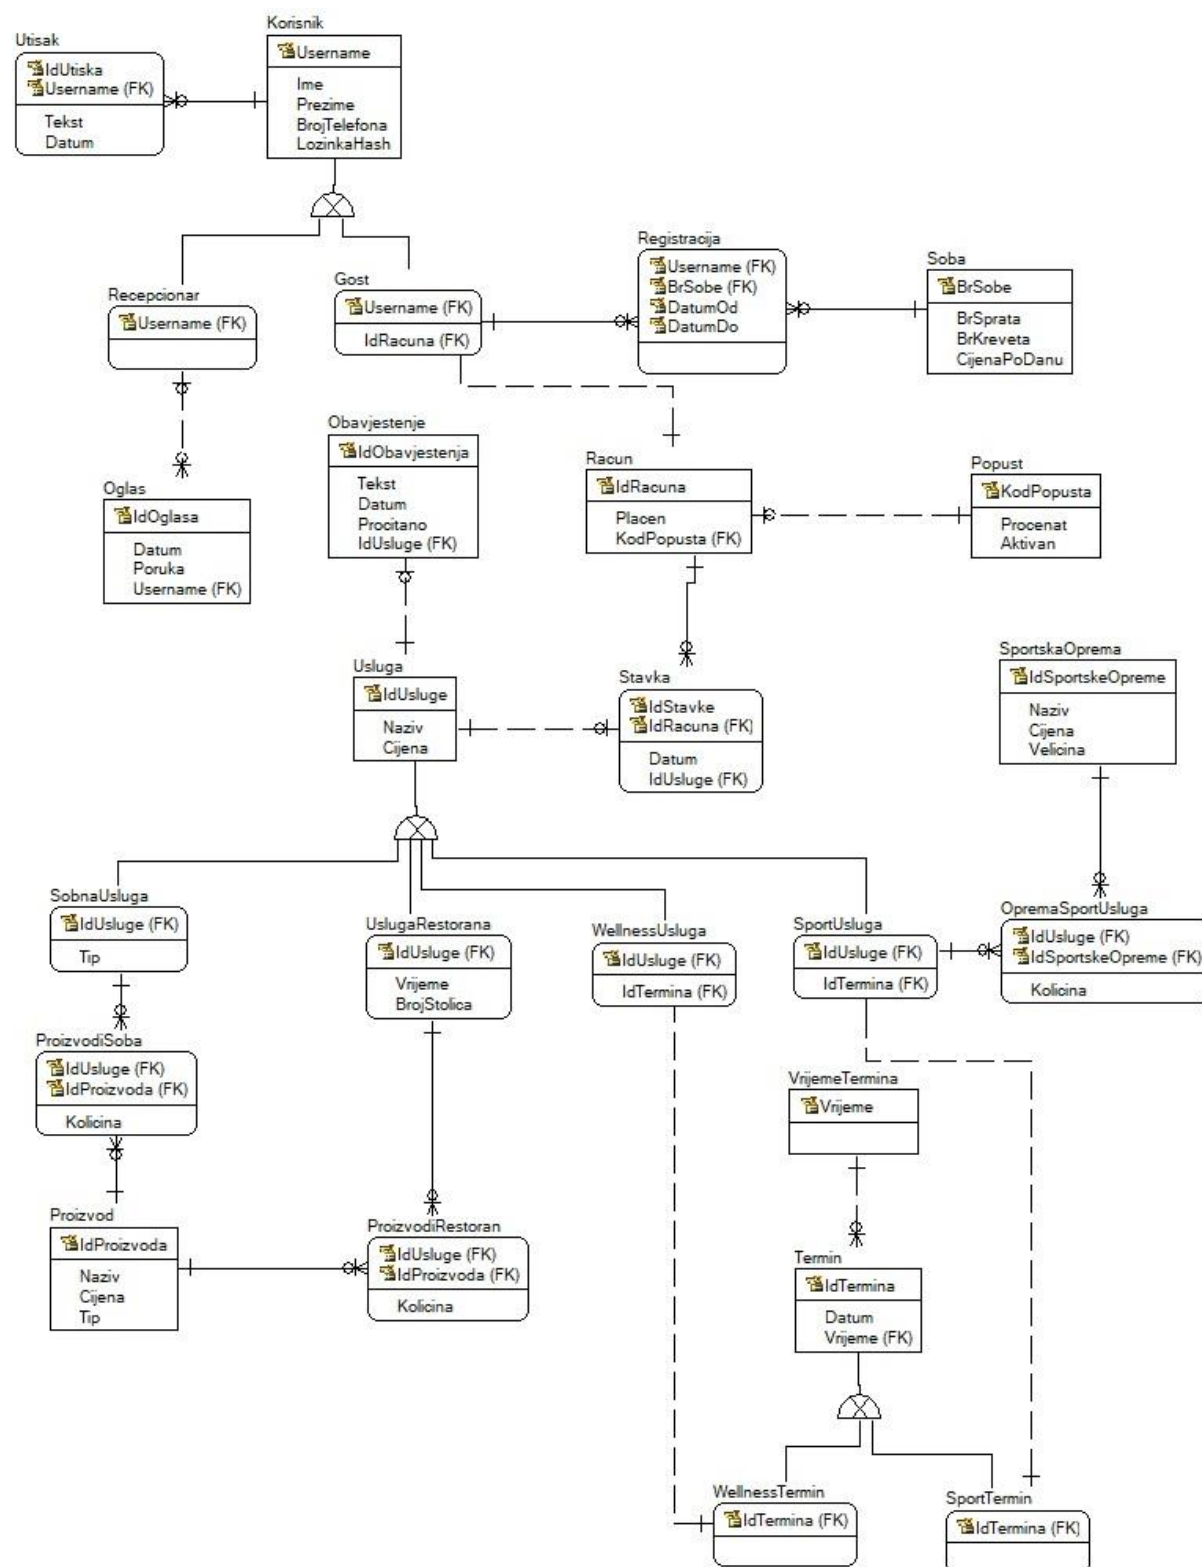 Korisnik
Username
Ime
Prezime
BrojTelefona
LozinkaHash
Utisak
IdUtiska
Username (FK)
Tekst
Datum
Recepcionar
Username (FK)
Gost
Username (FK)
IdRacuna (FK)
Registracija
Username (FK)
BrSobe (FK)
DatumOd
DatumDo
Soba
BrSobe
BrSprata
BrKreveta
CijenaPoDanu
Oglas
IdOglasa
Datum
Poruka
Username (FK)
Obavjestenje
IdObavjestenja
Tekst
Datum
Procitano
IdUsluge (FK)
Racun
IdRacuna
Placen
KodPopusta (FK)
Popust
KodPopusta
Procenat
Aktivan
Usluga
IdUsluge
Naziv
Cijena
Stavka
IdStavke
IdRacuna (FK)
Datum
IdUsluge (FK)
SportskaOprema
IdSportskeOpreme
Naziv
Cijena
Velicina
SobnaUsluga
IdUsluge (FK)
Tip
UslugaRestorana
IdUsluge (FK)
Vrijeme
BrojStolica
WellnessUsluga
IdUsluge (FK)
IdTermina (FK)
SportUsluga
IdUsluge (FK)
IdTermina (FK)
OpremaSportUsluga
IdUsluge (FK)
IdSportskeOpreme (FK)
Kolicina
ProizvodiSoba
IdUsluge (FK)
IdProizvoda (FK)
Kolicina
VrijemeTermina
Vrijeme
Proizvod
IdProizvoda
Naziv
Cijena
Tip
ProizvodiRestoran
IdUsluge (FK)
IdProizvoda (FK)
Kolicina
Termin
IdTermina
Datum
Vrijeme (FK)
WellnessTermin
IdTermina (FK)
SportTermin
IdTermina (FK)